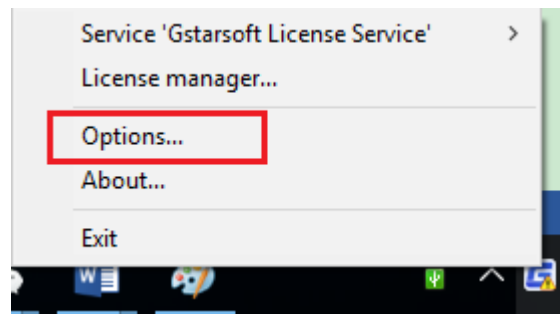 Service 'Gstarsoft License Service'
License manager...
Options...
About...
Exit